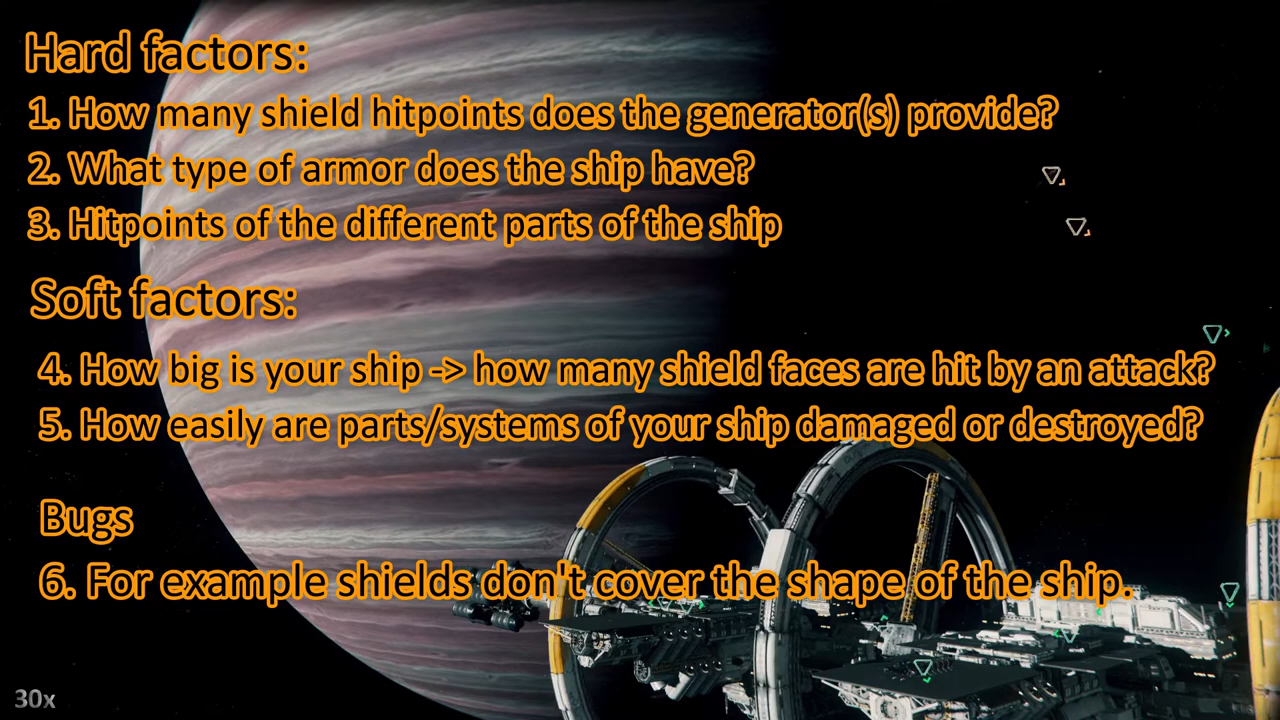 Hard factors:
1. How many shield hitpoints does the generator(s) provide?
2. What type of armor does the ship have?
3. Hitpoints of the different parts of the ship
Soft factors:
4. How big is your ship -> how many shield faces are hit by an attack?
5. How easily are parts/systems of your ship damaged or destroyed?
Bugs
6. For example shields don't cover the shape of the ship.
30x